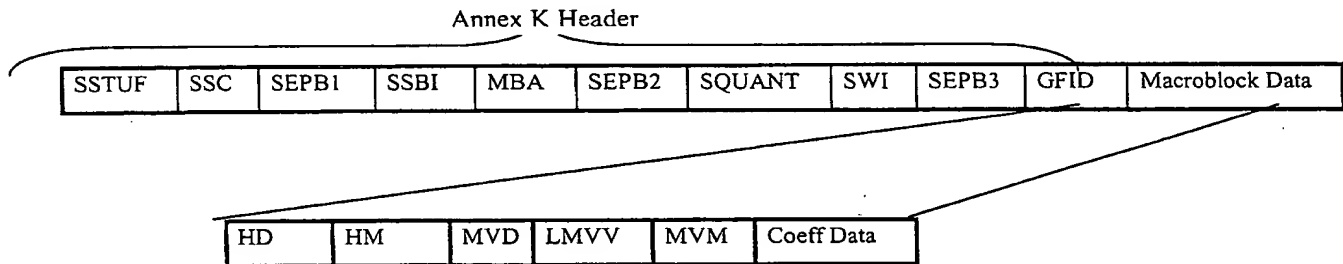 Annex K Header
SSTUF SSC SEPB1 SSBI MBA SEPB2 SQUANT SWI SEPB3 GFID Macroblock Data
HD HM MVD LMVV MVM Coeff Data